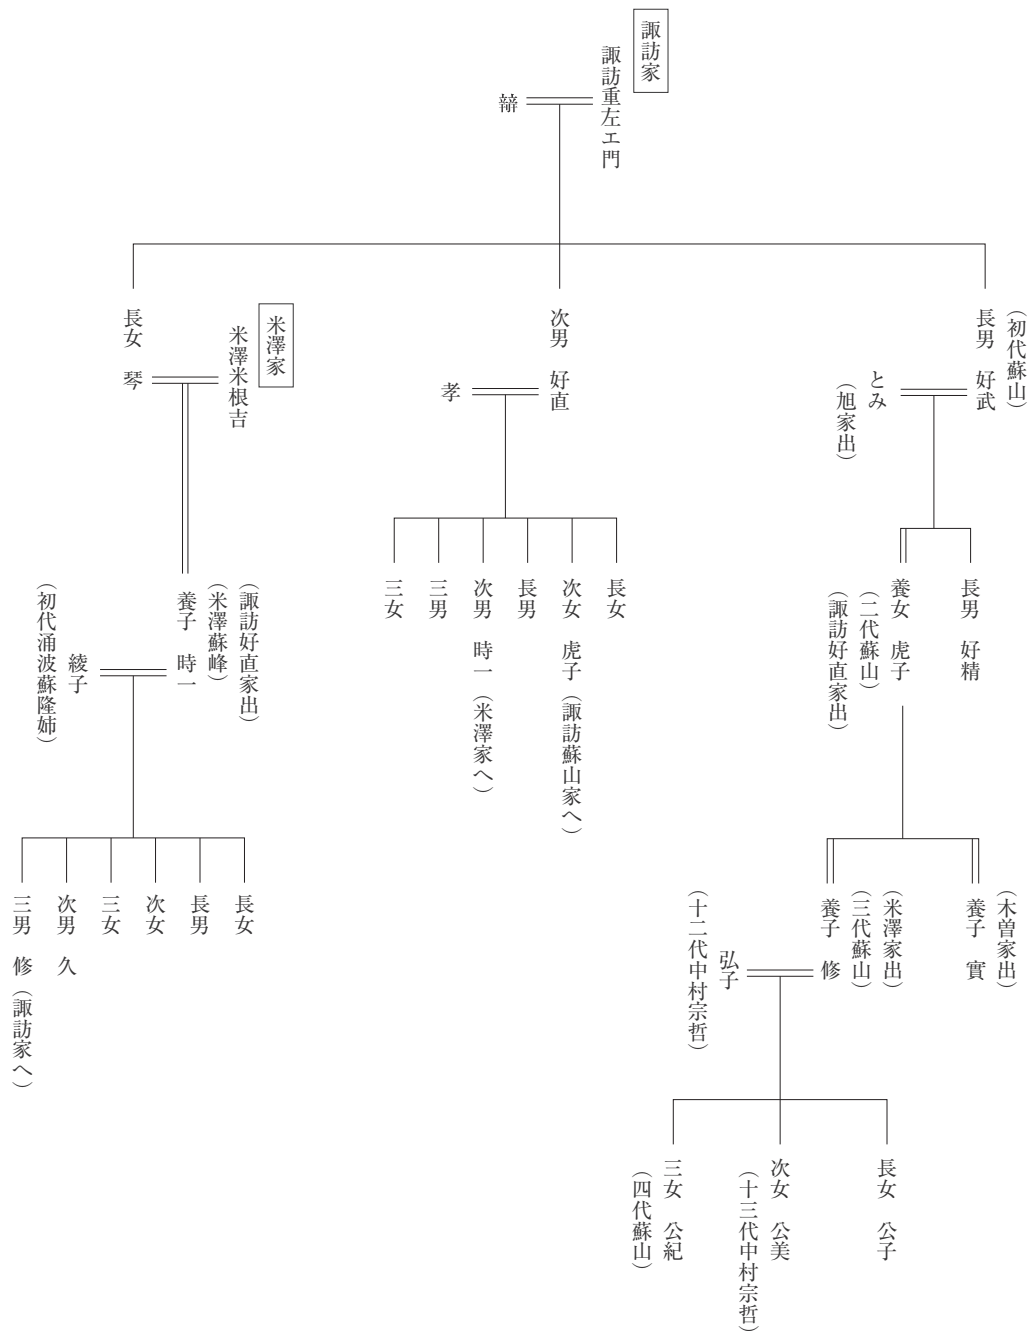 諏訪家
諏訪重左エ門
辮
（初代蘇山）
長男　好武
とみ
（旭家出）
次男　好直
孝
米澤家
米澤米根吉
長女　琴
長男　好精
養女　虎子
（二代蘇山）
（諏訪好直家出）
長女
次女　虎子（諏訪蘇山家へ）
長男
次男　時一（米澤家へ）
三男
三女
（諏訪好直家出）
（米澤蘇峰）
養子　時一
綾子
（初代涌波蘇隆姉）
（木曽家出）
養子　實
（米澤家出）
（三代蘇山）
養子　修
弘子
（十二代中村宗哲）
長女
長男
次女
三女
次男　久
三男　修（諏訪家へ）
長女　公子
次女　公美
（十三代中村宗哲）
三女　公紀
（四代蘇山）